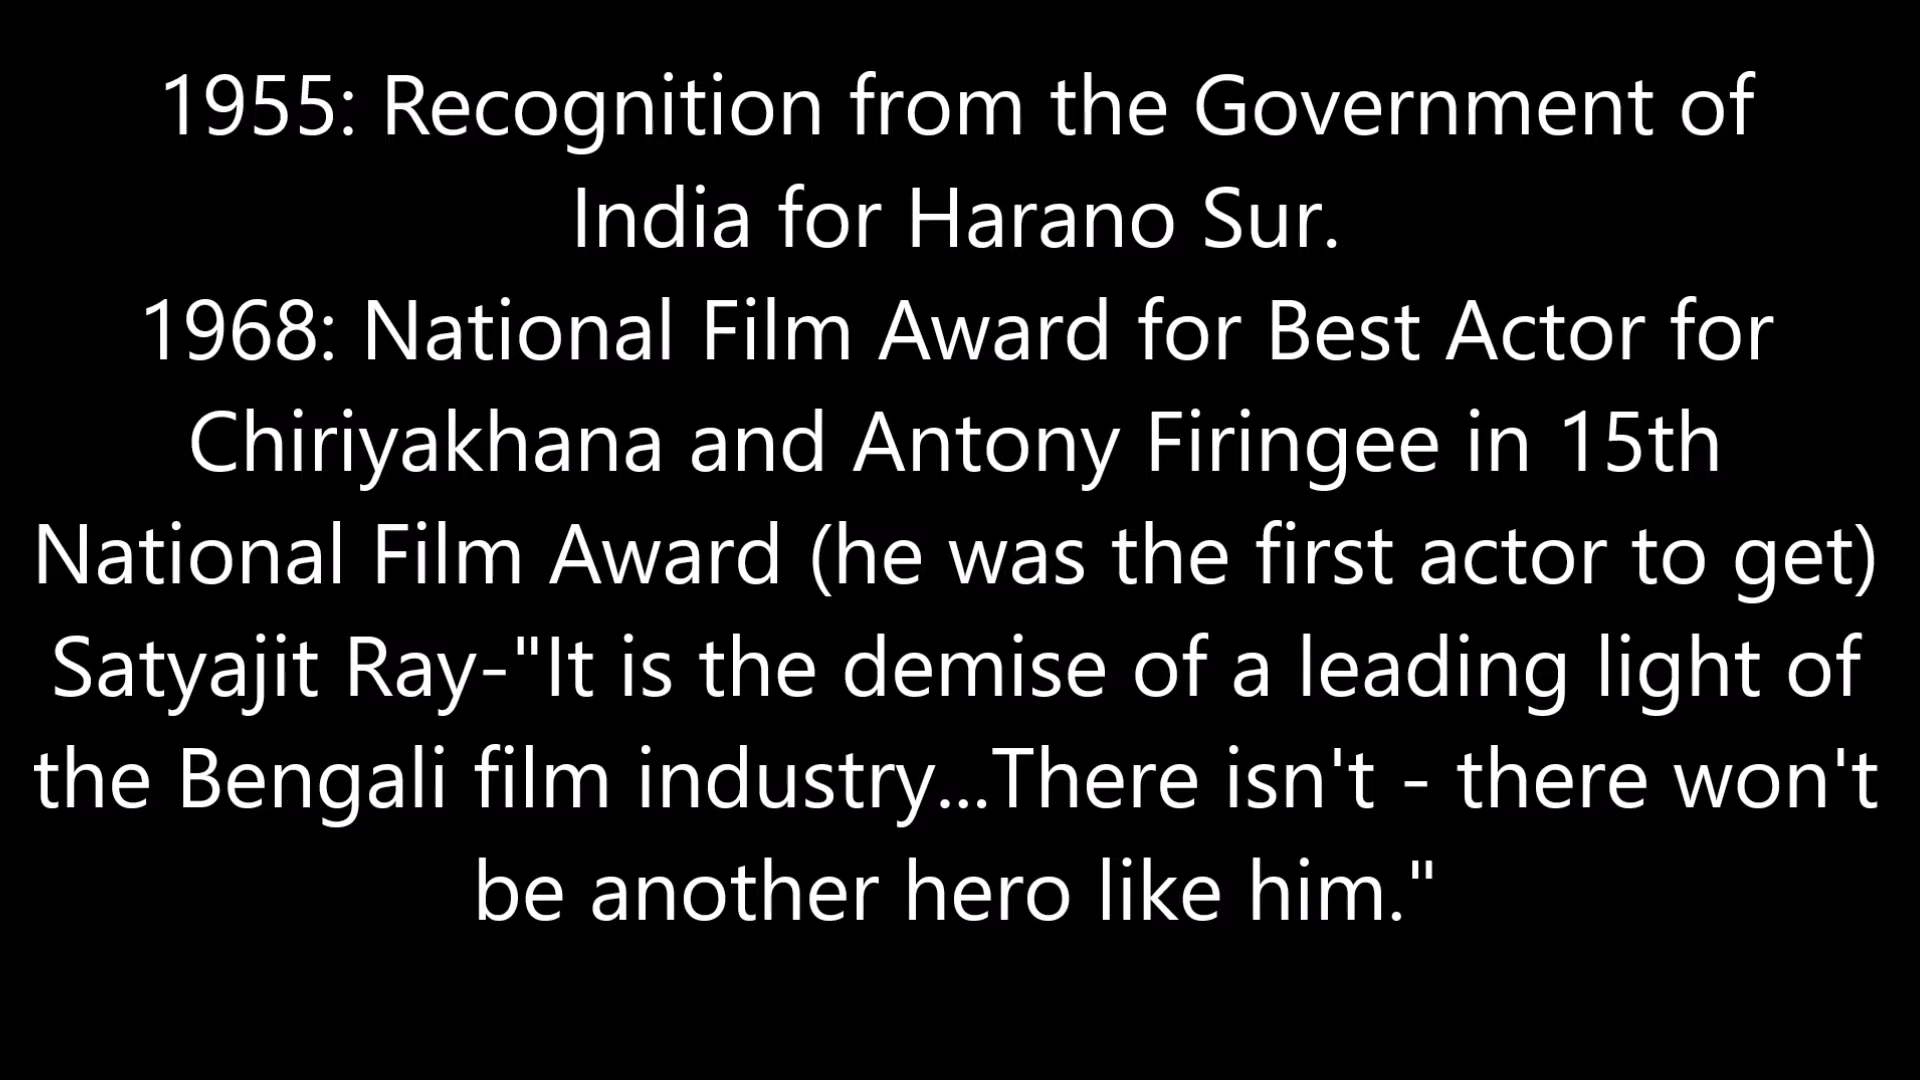 1955: Recognition from the Government of
India for Harano Sur.
1968: National Film Award for Best Actor for
Chiriyakhana and Antony Firingee in 15th
National Film Award (he was the first actor to get)
Satyajit Ray-"It is the demise of a leading light of
the Bengali film industry...There isn't - there won't
be another hero like him."